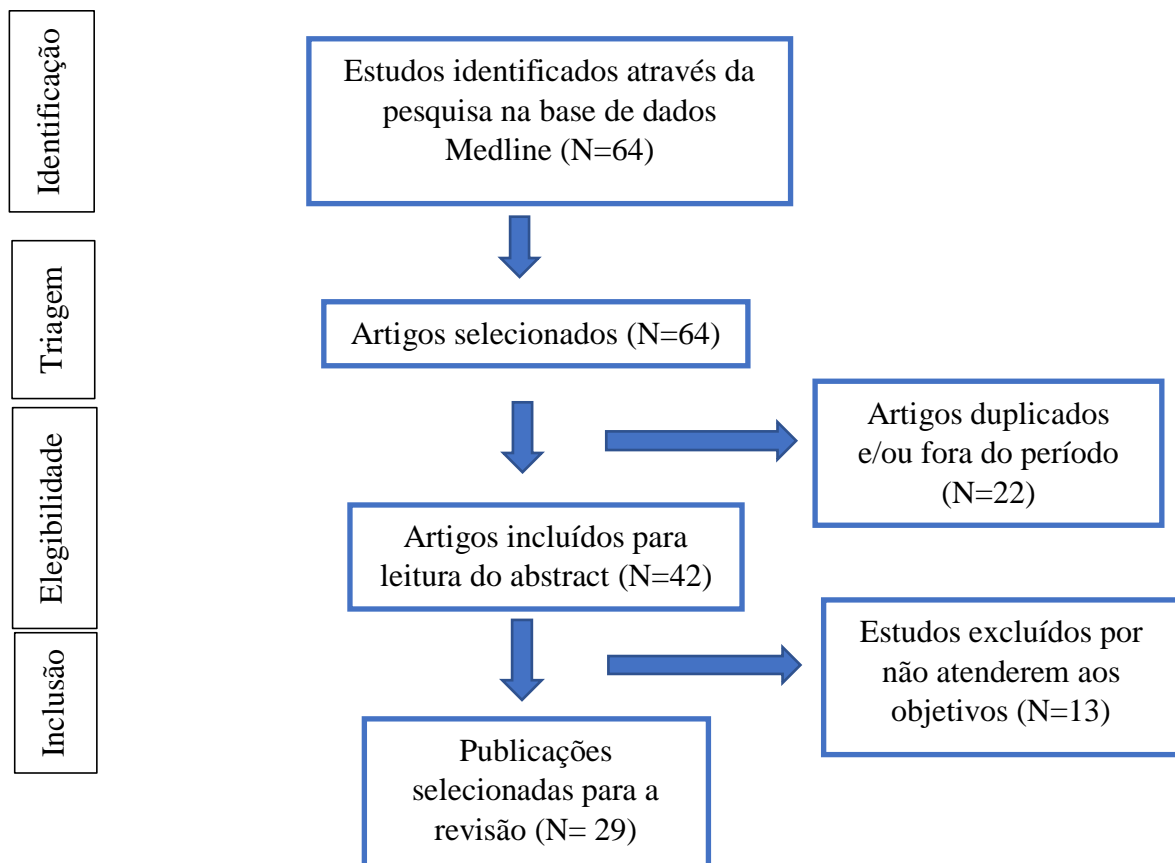 Identificação
Estudos identificados através da
pesquisa na base de dados
Medline (N=64)
Triagem
Artigos selecionados (N=64)
Artigos duplicados
e/ou fora do período
(N=22)
Elegibilidade
Artigos incluídos para
leitura do abstract (N=42)
Estudos excluídos por
não atenderem aos
objetivos (N=13)
Inclusão
Publicações
selecionadas para a
revisão (N= 29)